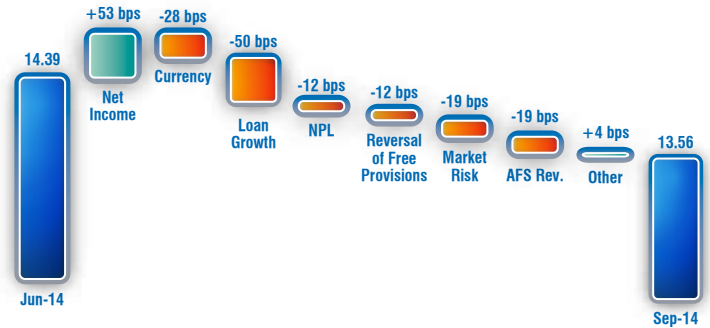 14.39
Jun-14
+53 bps
Net
Income
-28 bps
Currency
-50 bps
Loan
Growth
-12 bps
NPL
-12 bps
Reversal
of Free
Provisions
-19 bps
Market
Risk
-19 bps
AFS Rev.
+4 bps
Other
13.56
Sep-14